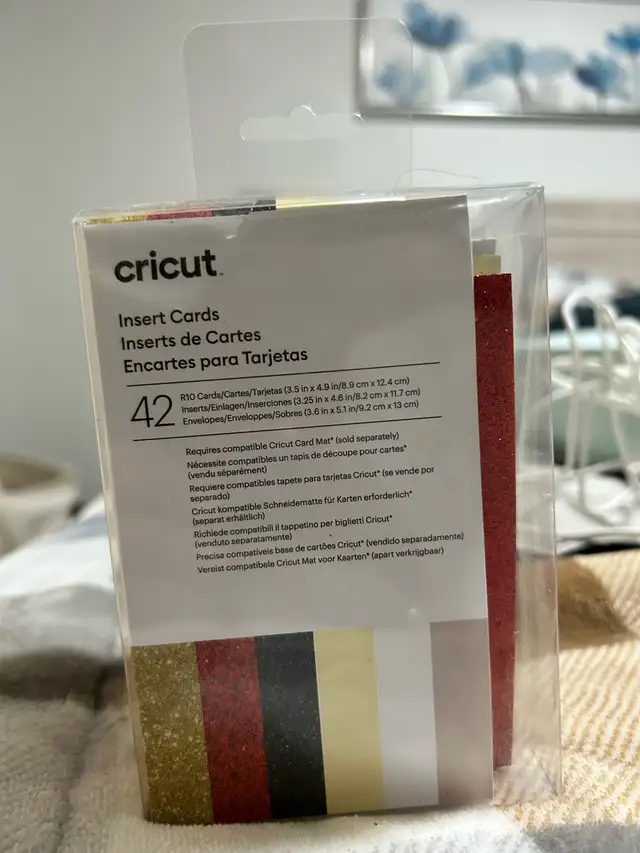 cricut
Insert Cards
Inserts de Cartes
Encartes para Tarjetas
42
R10 Cards/Cartes/Tarjetas (3.5 in x 4.9 in/8.9 cm x 12.4 cm)
Inserts/Einlagen/Inserciones (3.25 in x 4.6 in/8.2 cm x 11.7 cm)
Envelopes/Enveloppes/Sobres (3.6 in x 5.1 in/9.2 cm x 13 cm)
Requires compatible Cricut Card Mat* (sold separately)
Nécessite compatibles un tapis de découpe pour cartes*
(vendu séparément)
Requiere compatibles tapete para tarjetas Cricut* (se vende por
separado)
Cricut kompatible Schneidematte für Karten erforderlich*
(separat erhältlich)
Richiede compatibili il tappetino per biglietti Cricut*
(venduto separatamente)
Precisa compatíveis base de cartões Cricut* (vendido separadamente)
Vereist compatibele Cricut Mat voor Kaarten* (apart verkrijgbaar)